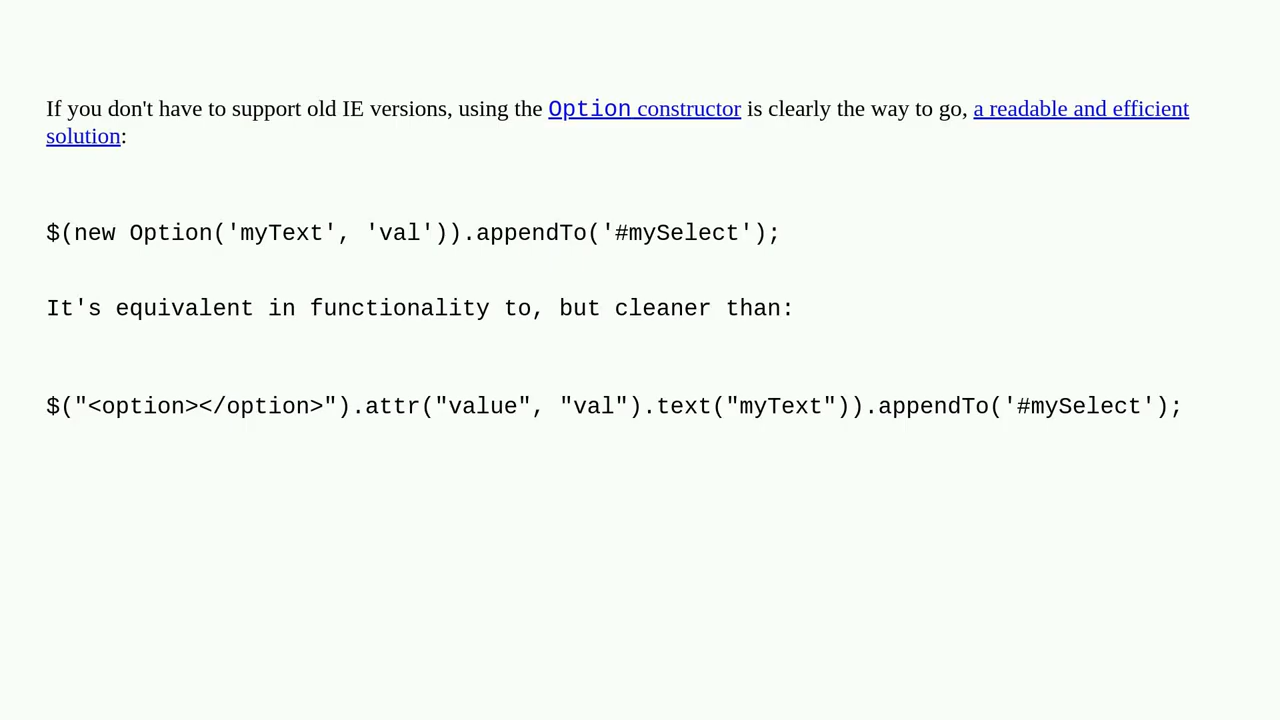 If you don't have to support old IE versions, using the Option constructor is clearly the way to go, a readable and efficient
solution:
$(new Option('myText', 'val')).appendTo('#mySelect');
It's equivalent in functionality to, but cleaner than:
$("<option></option>").attr("value", "val").text("myText")).appendTo('#mySelect');